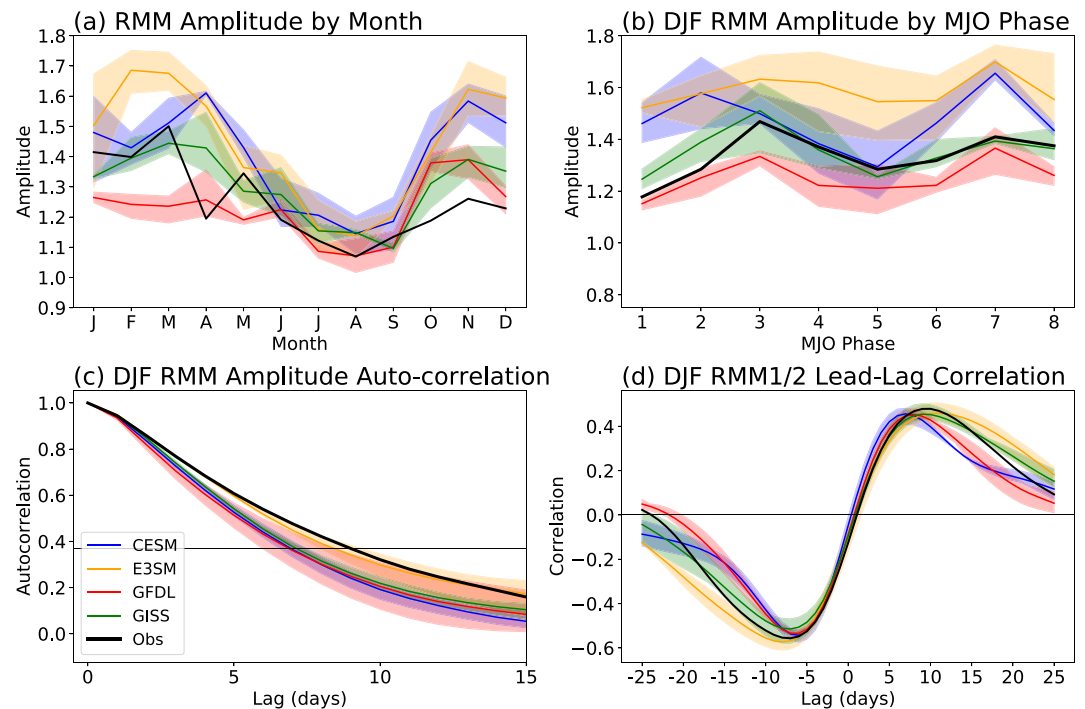 (a) RMM Amplitude by Month
1.8
1.7
1.6
1.5
1.4
1.3
1.2
1.1
1.0
0.9
Amplitude
J F M A M J J A S O N D
Month
(b) DJF RMM Amplitude by MJO Phase
1.8
1.6
1.4
1.2
1.0
0.8
Amplitude
1 2 3 4 5 6 7 8
MJO Phase
(c) DJF RMM Amplitude Auto-correlation
1.0
0.8
0.6
0.4
0.2
0.0
Autocorrelation
CESM
E3SM
GFDL
GISS
Obs
0 5 10 15
Lag (days)
(d) DJF RMM1/2 Lead-Lag Correlation
0.4
0.2
0.0
−0.2
−0.4
−0.6
Correlation
-25 -20 -15 -10 -5 0 5 10 15 20 25
Lag (days)